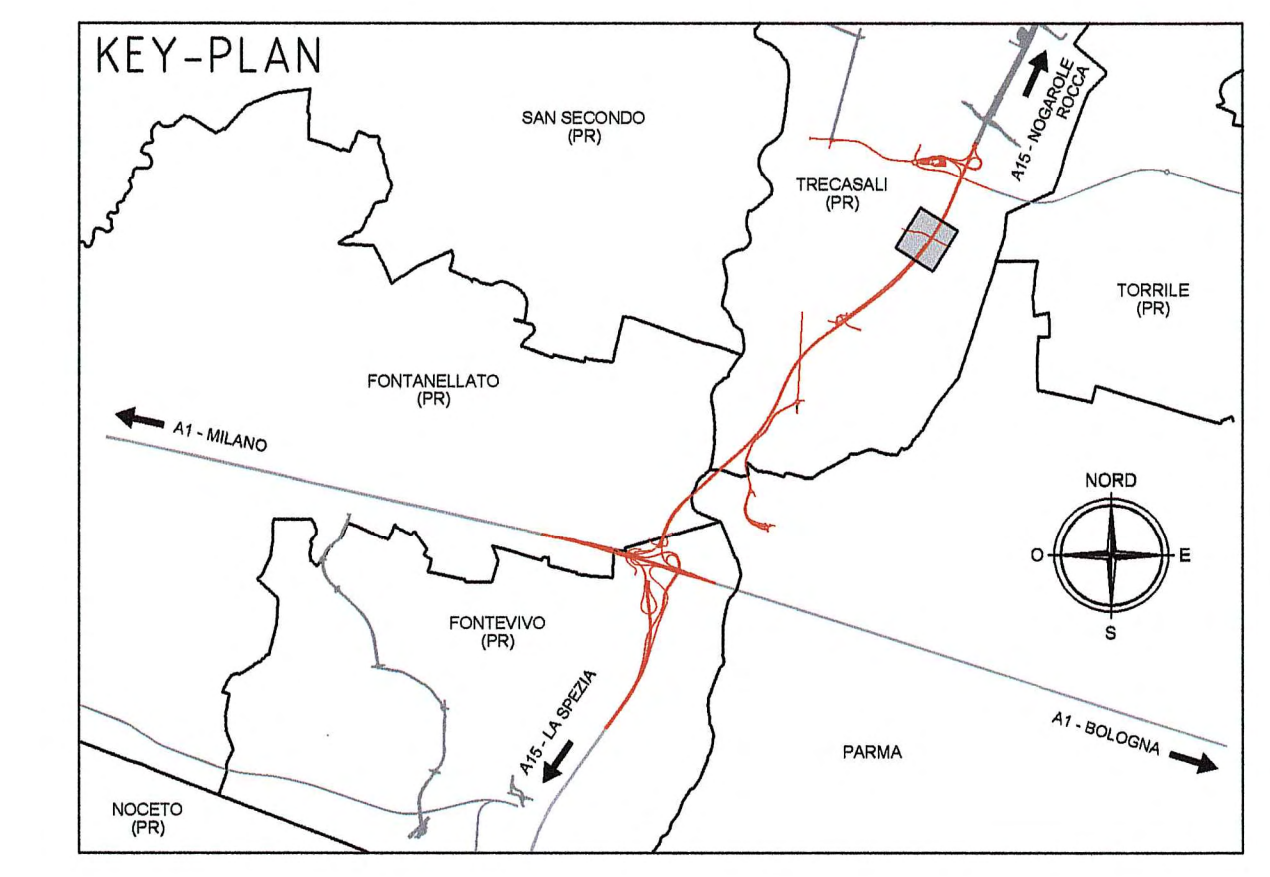 KEY-PLAN
SAN SECONDO
(PR)
A15 - NOGAROLE
ROCCA
TRECASALI
(PR)
TORRILE
(PR)
FONTANELLATO
(PR)
A1 - MILANO
NORD
O
E
S
FONTEVIVO
(PR)
A15 - LA SPEZIA
A1 - BOLOGNA
PARMA
NOCETO
(PR)